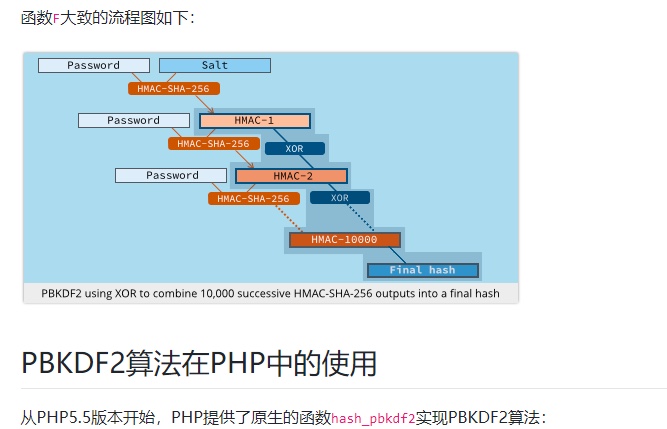 函数F大致的流程图如下：
Password Salt
HMAC-SHA-256
Password HMAC-1
HMAC-SHA-256 XOR
Password HMAC-2
HMAC-SHA-256 XOR
HMAC-10000
Final hash
PBKDF2 using XOR to combine 10,000 successive HMAC-SHA-256 outputs into a final hash
PBKDF2算法在PHP中的使用
从PHP5.5版本开始，PHP提供了原生的函数hash_pbkdf2实现PBKDF2算法：